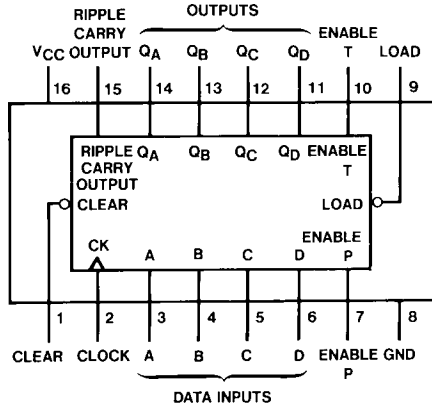 RIPPLE OUTPUTS
CARRY ENABLE
VCC OUTPUT QA QB QC QD T LOAD
16 15 14 13 12 11 10 9
RIPPLE QA QB QC QD ENABLE
CARRY T
OUTPUT
CLEAR LOAD
CK ENABLE
A B C D P
1 2 3 4 5 6 7 8
CLEAR CLOCK A B C D ENABLE GND
P
DATA INPUTS